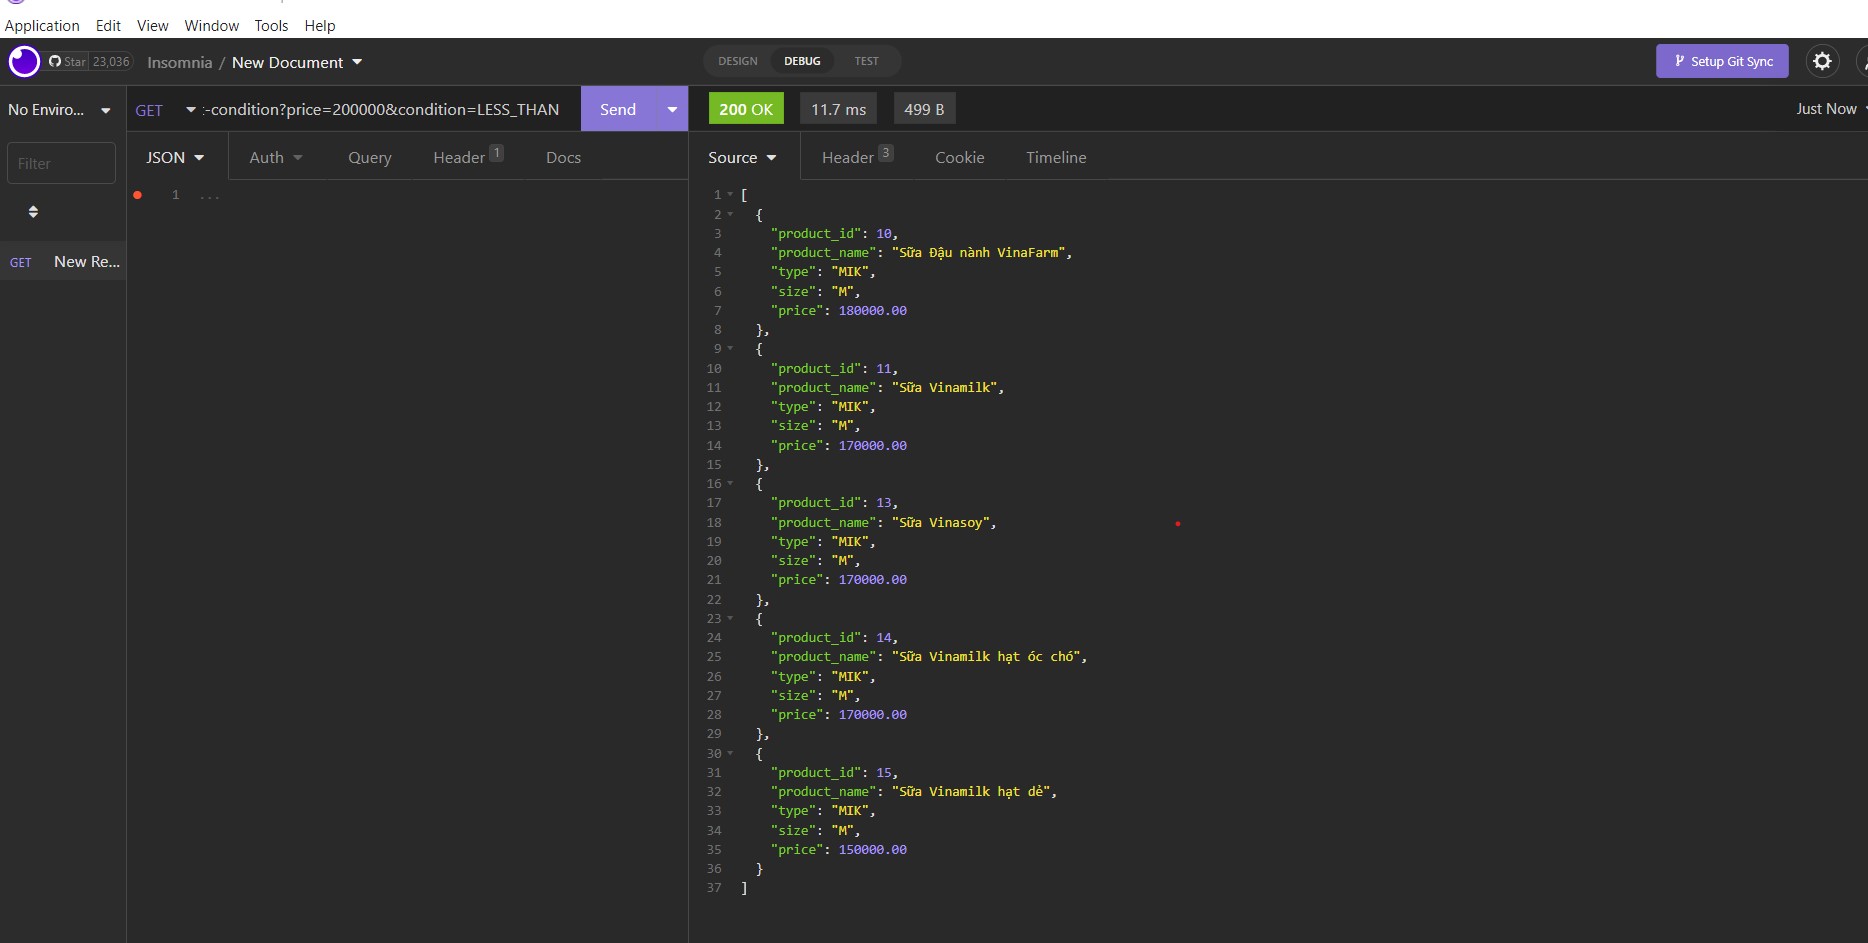 Application Edit View Window Tools Help
Star 23,036 Insomnia / New Document DESIGN DEBUG TEST Setup Git Sync
No Enviro... GET :-condition?price=200000&condition=LESS_THAN Send 200 OK 11.7 ms 499 B Just Now
Filter JSON Auth Query Header 1 Docs Source Header 3 Cookie Timeline
1 ...
GET New Re...
1 [
2 {
3 "product_id": 10,
4 "product_name": "Sữa Đậu nành VinaFarm",
5 "type": "MIK",
6 "size": "M",
7 "price": 180000.00
8 },
9 {
10 "product_id": 11,
11 "product_name": "Sữa Vinamilk",
12 "type": "MIK",
13 "size": "M",
14 "price": 170000.00
15 },
16 {
17 "product_id": 13,
18 "product_name": "Sữa Vinasoy",
19 "type": "MIK",
20 "size": "M",
21 "price": 170000.00
22 },
23 {
24 "product_id": 14,
25 "product_name": "Sữa Vinamilk hạt óc chó",
26 "type": "MIK",
27 "size": "M",
28 "price": 170000.00
29 },
30 {
31 "product_id": 15,
32 "product_name": "Sữa Vinamilk hạt dẻ",
33 "type": "MIK",
34 "size": "M",
35 "price": 150000.00
36 }
37 ]